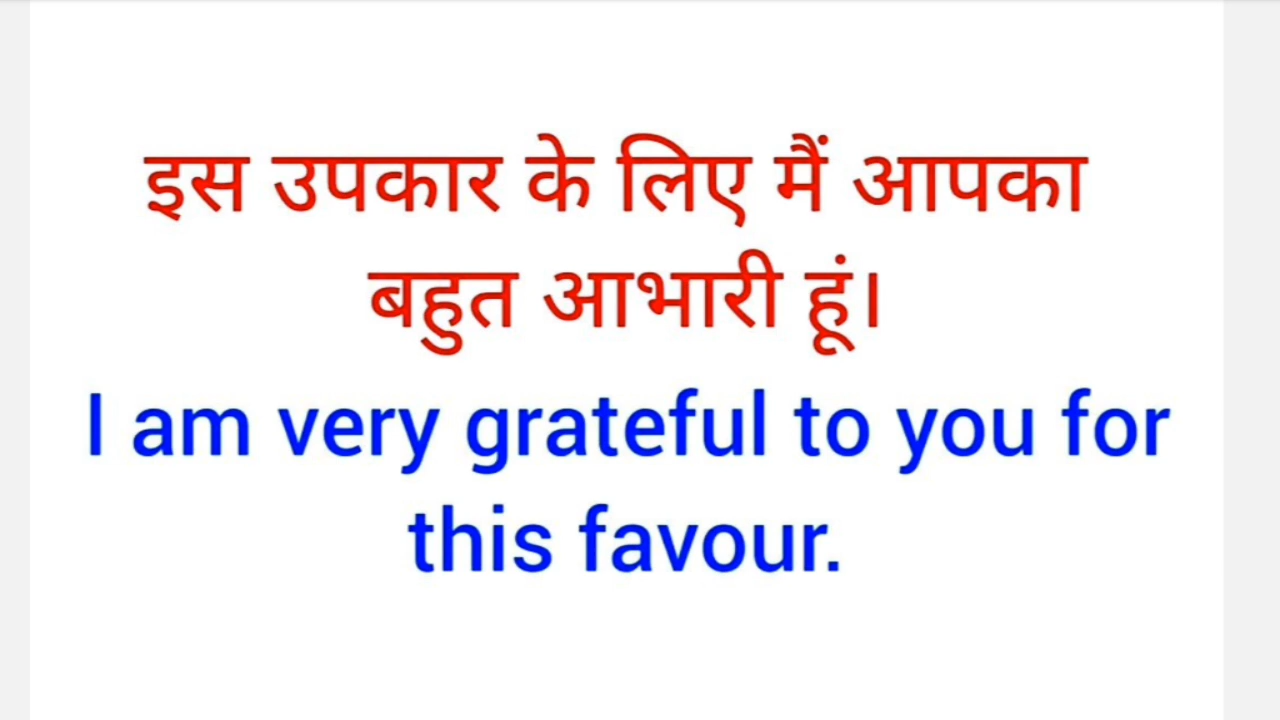 इस उपकार के लिए मैं आपका
बहुत आभारी हूं।
I am very grateful to you for
this favour.